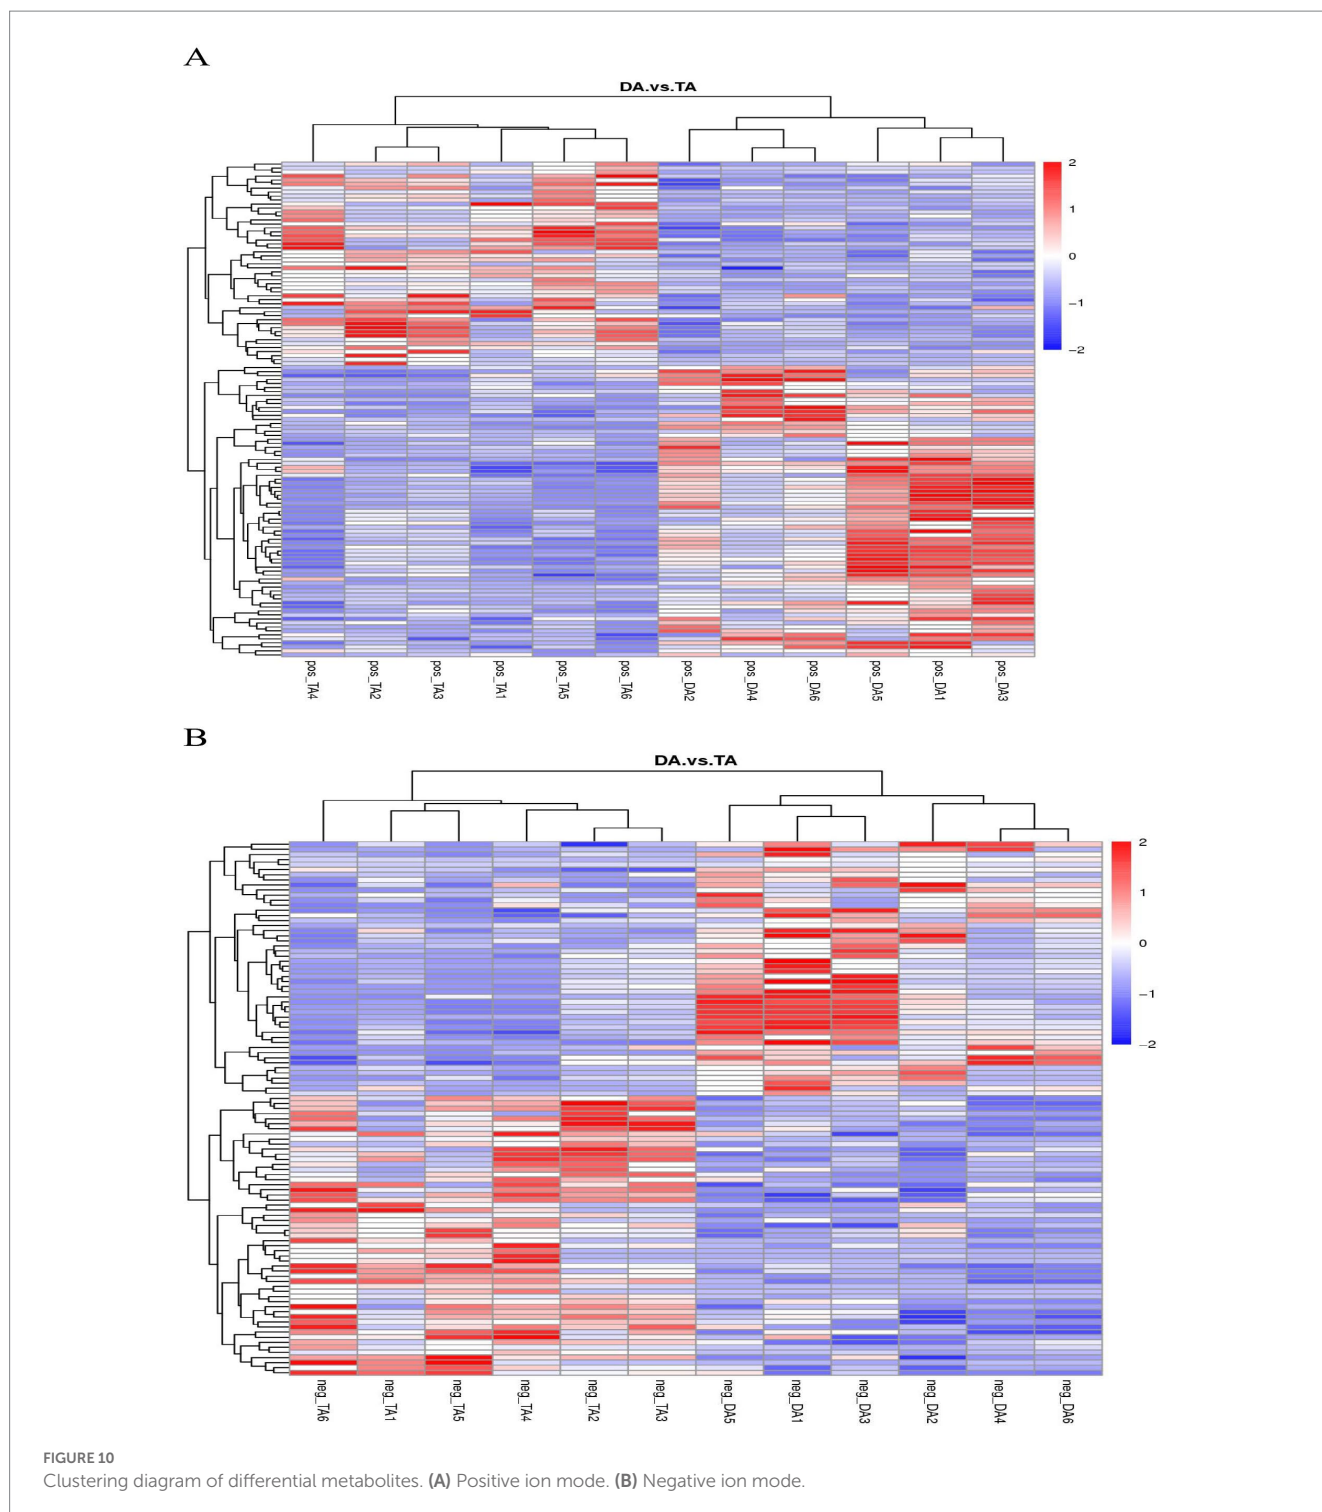 A
DA.vs.TA
2
1
0
−1
−2
pos_TA4
pos_TA2
pos_TA3
pos_TA1
pos_TA5
pos_TA6
pos_DA2
pos_DA4
pos_DA6
pos_DA5
pos_DA1
pos_DA3
B
DA.vs.TA
2
1
0
−1
−2
neg_TA6
neg_TA1
neg_TA5
neg_TA4
neg_TA2
neg_TA3
neg_DA5
neg_DA1
neg_DA3
neg_DA2
neg_DA4
neg_DA6
FIGURE 10
Clustering diagram of differential metabolites. (A) Positive ion mode. (B) Negative ion mode.